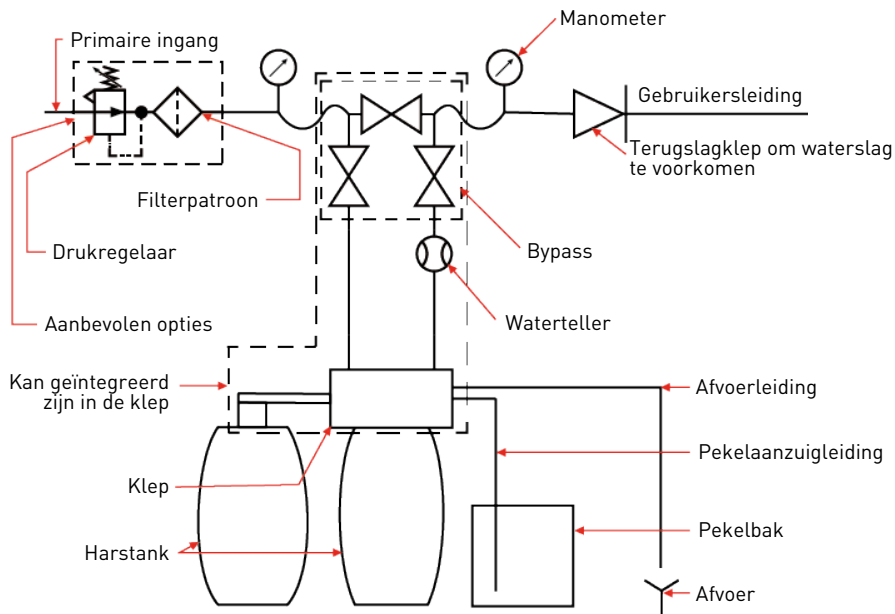 Manometer
Primaire ingang
Gebruikersleiding
Terugslagklep om waterslag
te voorkomen
Filterpatroon
Drukregelaar
Bypass
Waterteller
Aanbevolen opties
Kan geïntegreerd
zijn in de klep
Afvoerleiding
Pekelaanzuigleiding
Klep
Pekelbak
Harstank
Afvoer